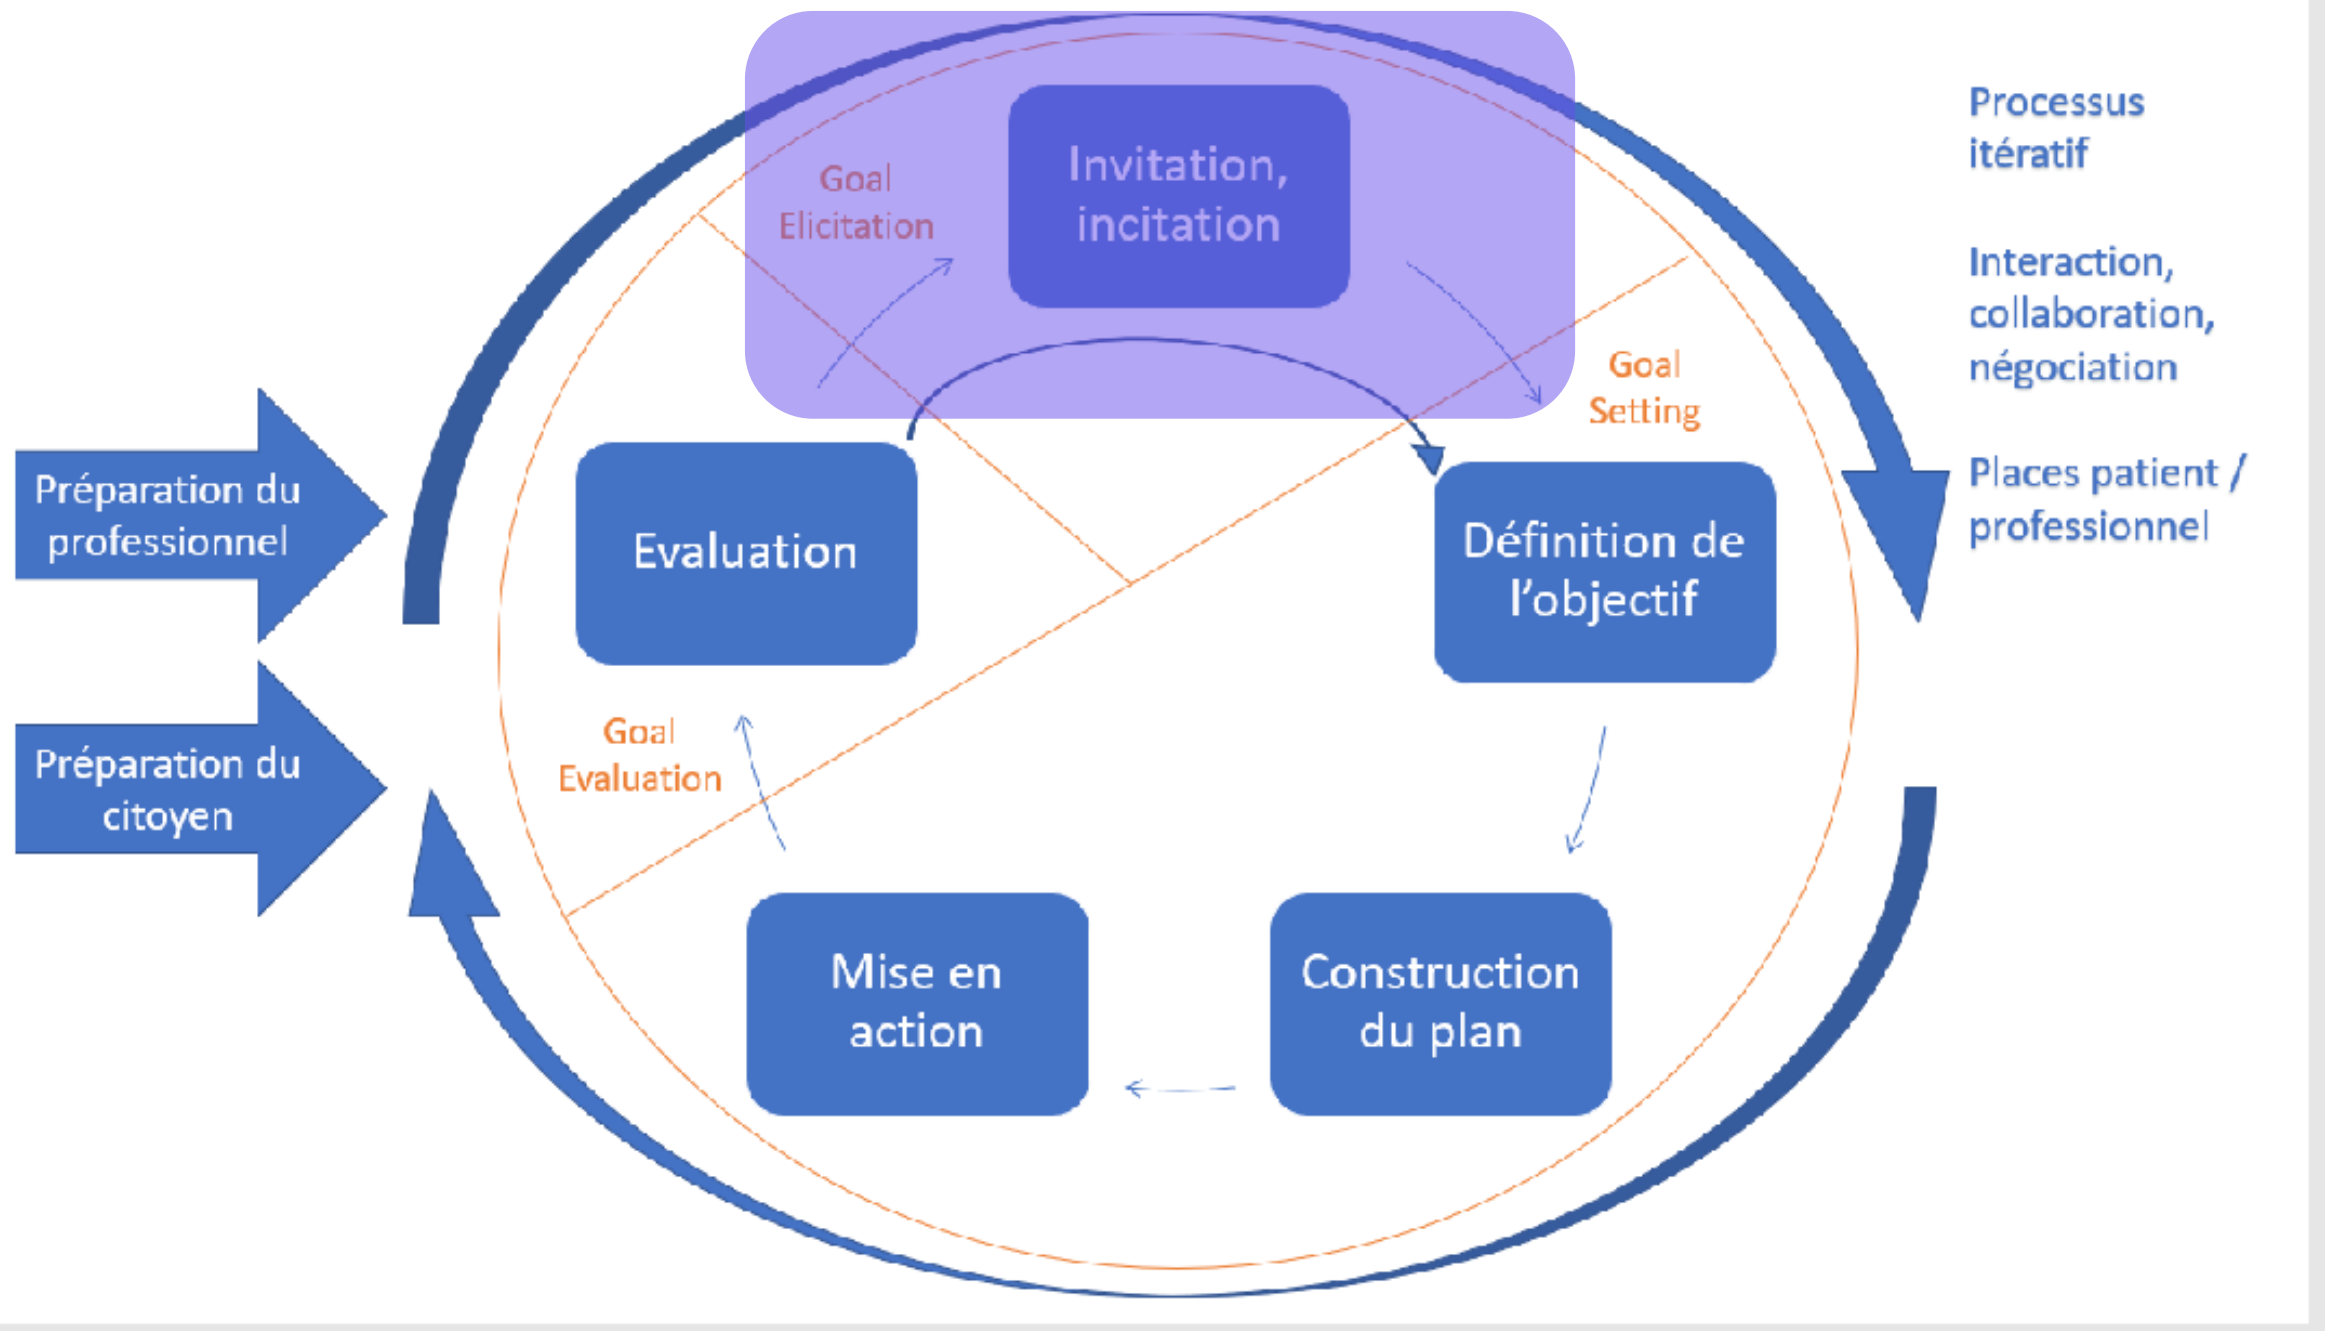 Processus
itératif
Interaction,
collaboration,
négociation
Places patient /
professionnel
Goal
Elicitation
Invitation,
incitation
Goal
Setting
Préparation du
professionnel
Evaluation
Définition de
l’objectif
Goal
Evaluation
Préparation du
citoyen
Mise en
action
Construction
du plan